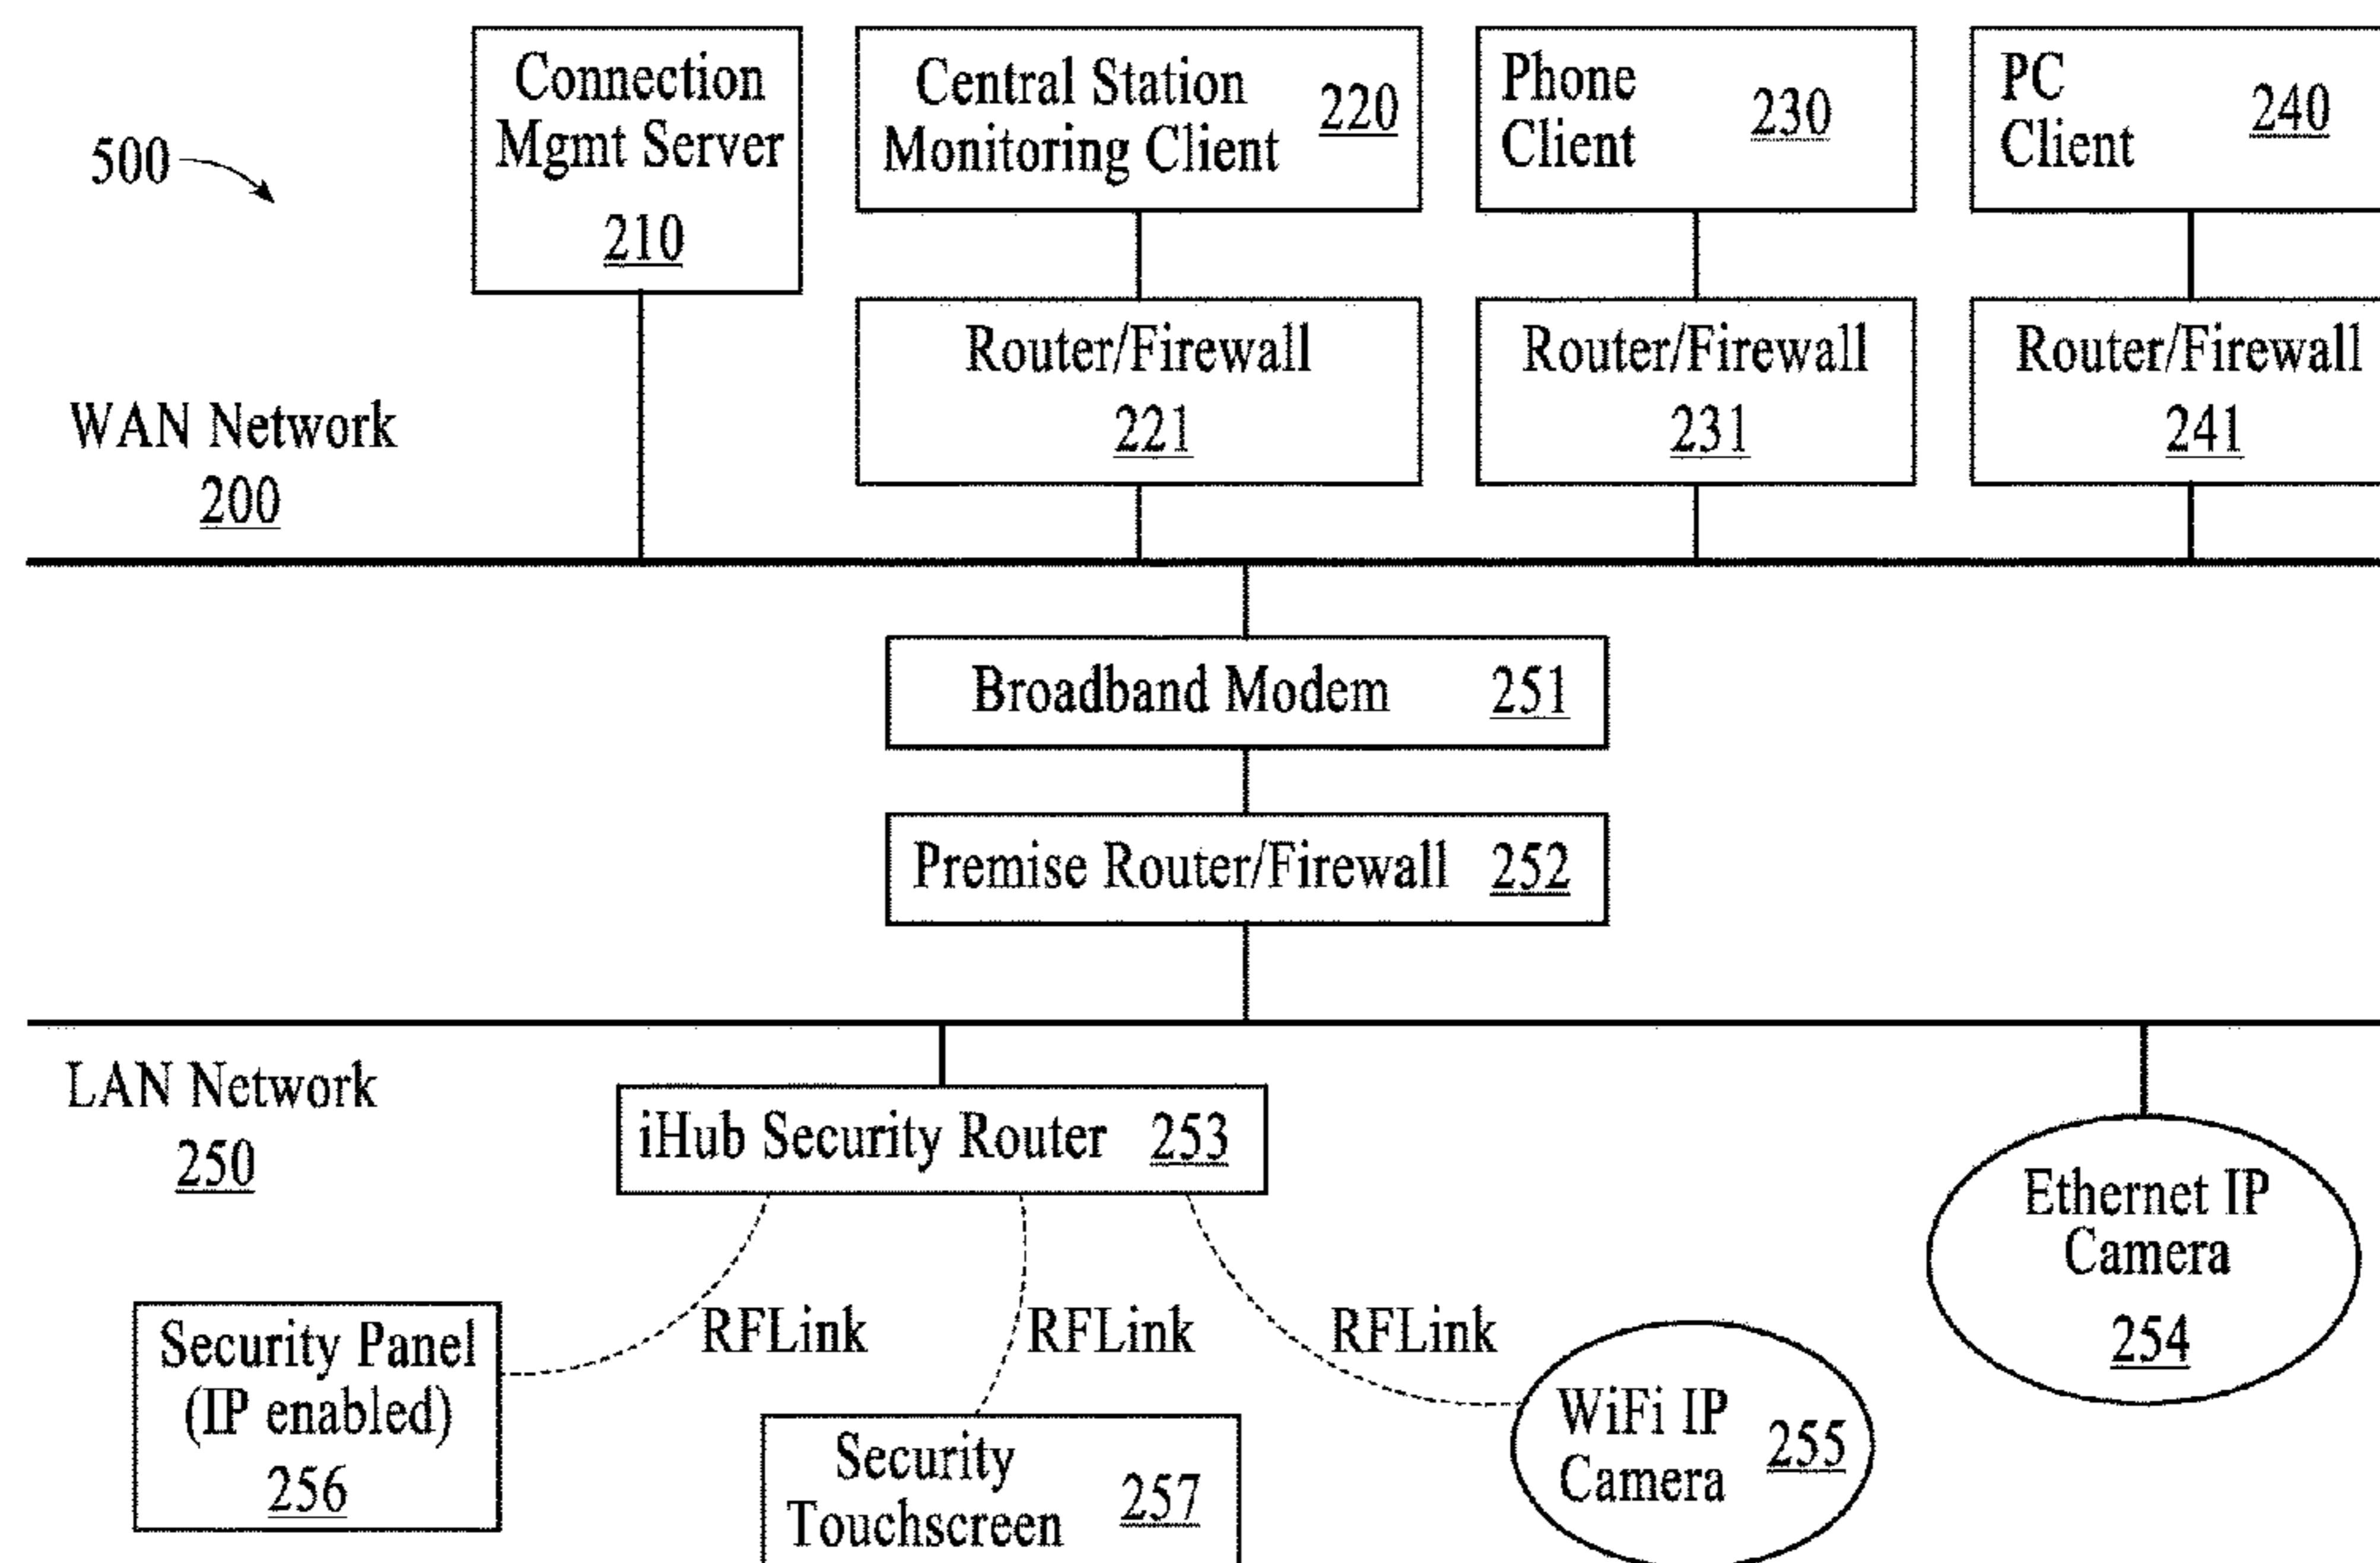 500
Connection
Mgmt Server
210
Central Station
Monitoring Client
220
Phone
Client
230
PC
Client
240
Router/Firewall
221
Router/Firewall
231
Router/Firewall
241
WAN Network
200
Broadband Modem 251
Premise Router/Firewall 252
LAN Network
250
iHub Security Router 253
Ethernet IP
Camera
254
RFLink
RFLink
RFLink
Security Panel
(IP enabled)
256
Security
Touchscreen
257
WiFi IP
Camera
255